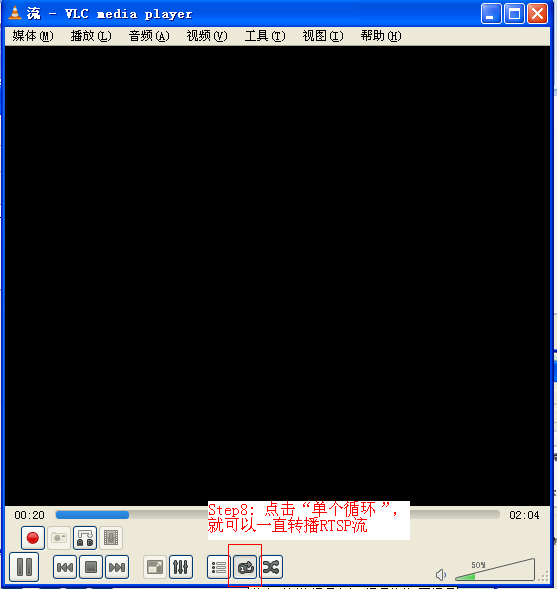 流 - VLC media player
媒体(M) 播放(L) 音频(A) 视频(V) 工具(T) 视图(I) 帮助(H)
00:20 02:04
Step8: 点击“单个循环”，
就可以一直转播RTSP流
50%